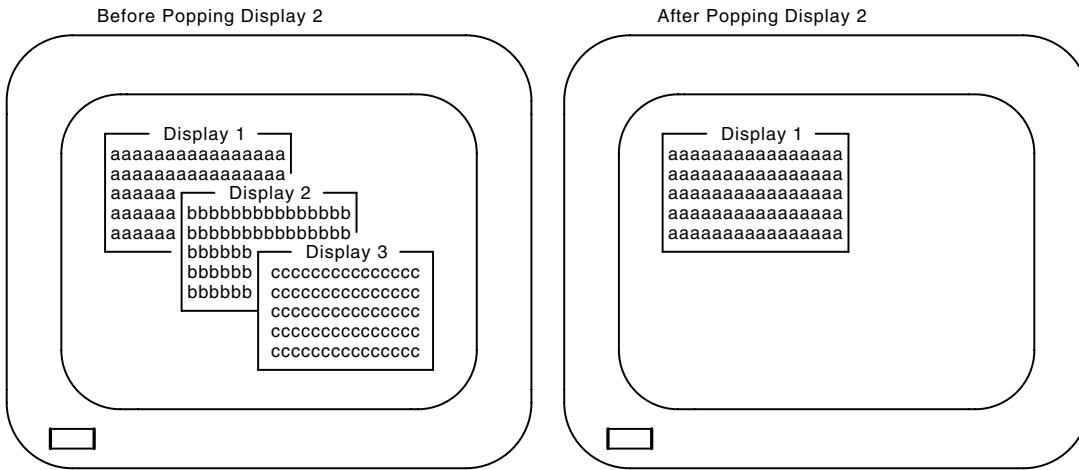 Before Popping Display 2
Display 1
aaaaaaaaaaaaaaaa
aaaaaaaaaaaaaaaa
aaaaaa
aaaaaa
aaaaaa
Display 2
bbbbbbbbbbbbbbb
bbbbbbbbbbbbbbb
bbbbbb
bbbbbb
bbbbbb
Display 3
ccccccccccccccc
ccccccccccccccc
ccccccccccccccc
ccccccccccccccc
ccccccccccccccc
After Popping Display 2
Display 1
aaaaaaaaaaaaaaaa
aaaaaaaaaaaaaaaa
aaaaaaaaaaaaaaaa
aaaaaaaaaaaaaaaa
aaaaaaaaaaaaaaaa